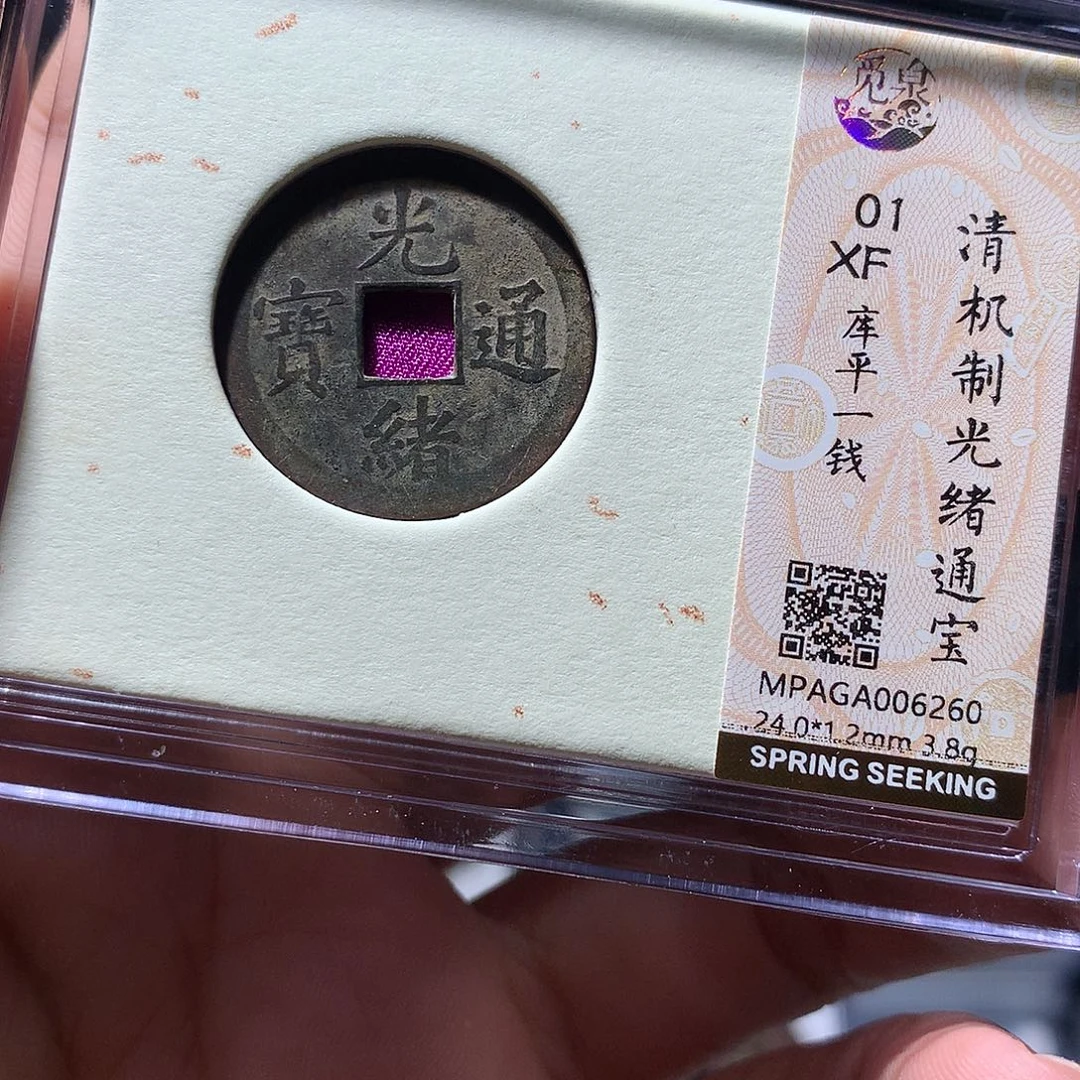 光緒通寶
觅泉
01
XF
清机制光绪通宝
库平一钱
MPAGA006260
24.0*1.2mm 3.8g
SPRING SEEKING